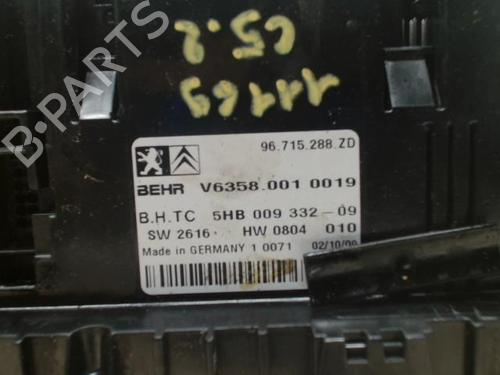 B-PARTS
C5.2
11169
96.715.288.ZD
BEHR V6358.001 0019
B.H.TC 5HB 009 332-09
SW 2616 HW 0804 010
Made in GERMANY 1 0071 02/10/09